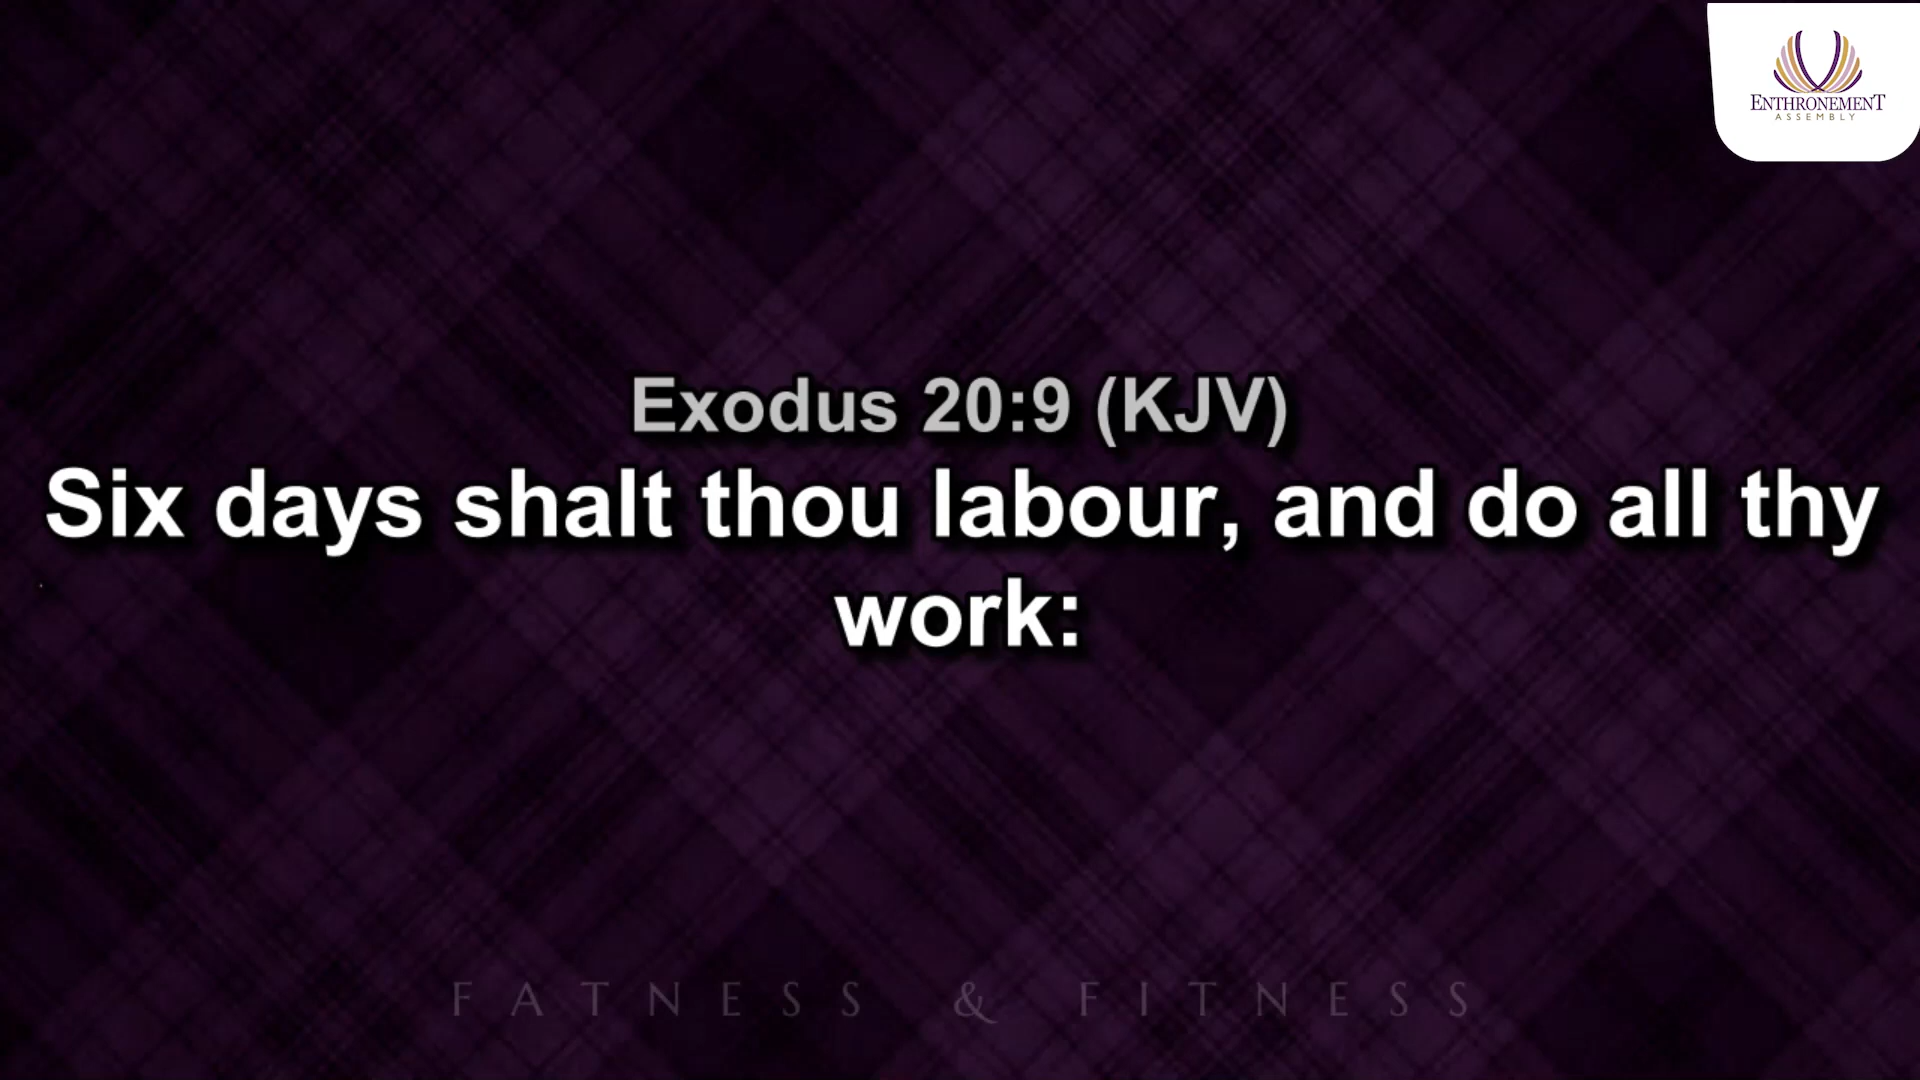 ENTHRONEMENT
ASSEMBLY
Exodus 20:9 (KJV)
Six days shalt thou labour, and do all thy
work:
FATNESS & FITNESS